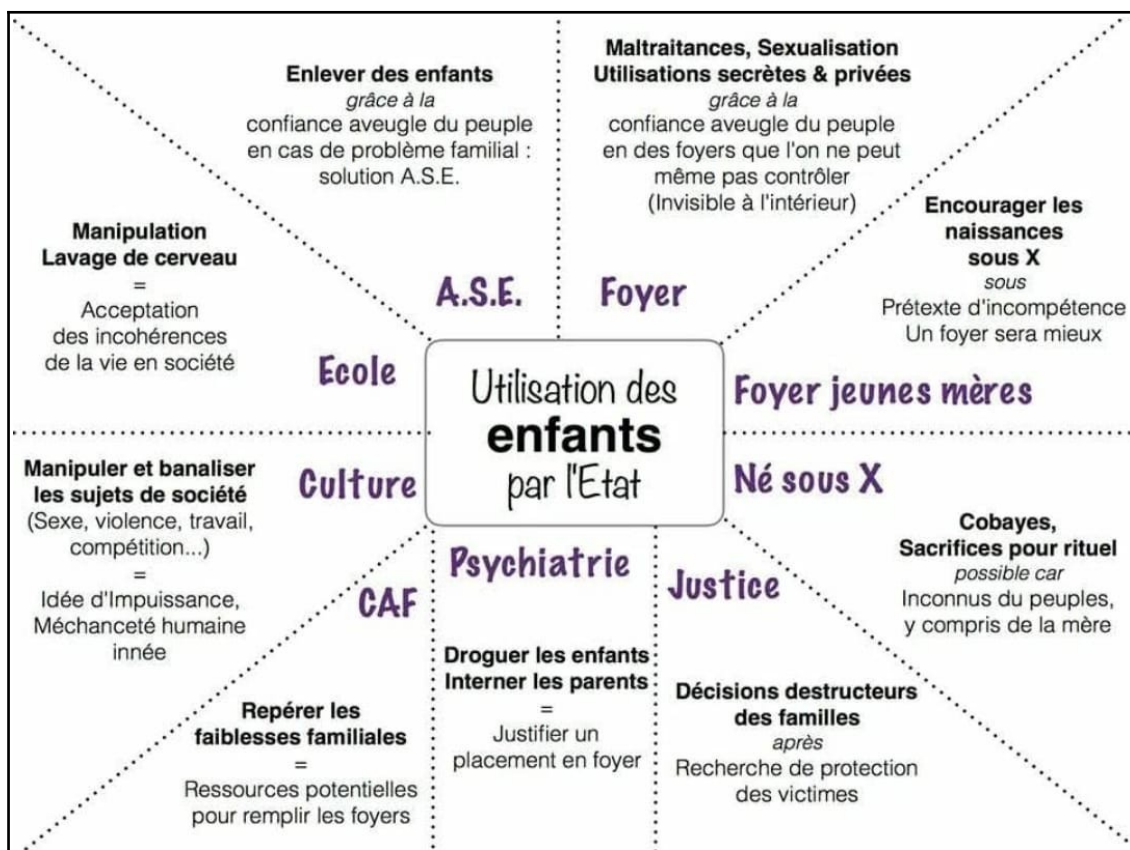 Enlever des enfants
grâce à la
confiance aveugle du peuple
en cas de problème familial :
solution A.S.E.
A.S.E.
Maltraitances, Sexualisation
Utilisations secrètes & privées
grâce à la
confiance aveugle du peuple
en des foyers que l'on ne peut
même pas contrôler
(Invisible à l'intérieur)
Foyer
Manipulation
Lavage de cerveau
=
Acceptation
des incohérences
de la vie en société
Ecole
Encourager les
naissances
sous X
sous
Prétexte d'incompétence
Un foyer sera mieux
Foyer jeunes mères
Utilisation des
enfants
par l'Etat
Manipuler et banaliser
les sujets de société
(Sexe, violence, travail,
compétition...)
=
Idée d'Impuissance,
Méchanceté humaine
innée
Culture
Né sous X
Cobayes,
Sacrifices pour rituel
possible car
Inconnus du peuples,
y compris de la mère
CAF
Repérer les
faiblesses familiales
=
Ressources potentielles
pour remplir les foyers
Psychiatrie
Droguer les enfants
Interner les parents
=
Justifier un
placement en foyer
Justice
Décisions destructeurs
des familles
après
Recherche de protection
des victimes